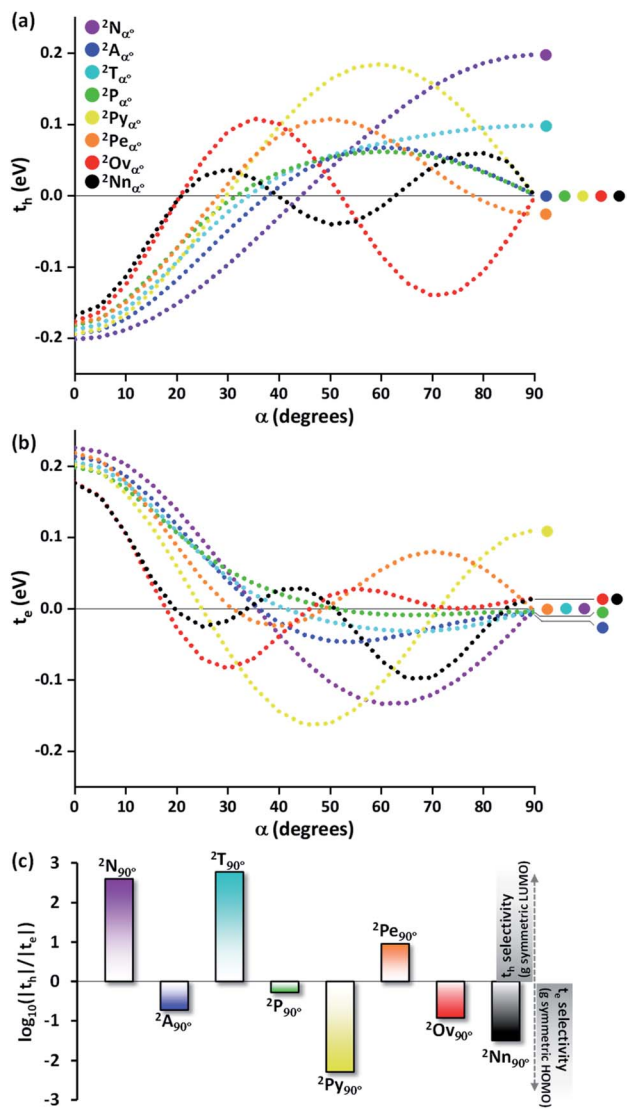 (a)
²Nα°
²Aα°
²Tα°
²Pα°
²Pyα°
²Peα°
²Ovα°
²Nnα°
tₕ (eV)
0.2
0.1
0.0
-0.1
-0.2
0 10 20 30 40 50 60 70 80 90
α (degrees)
(b)
tₑ (eV)
0.2
0.1
0.0
-0.1
-0.2
0 10 20 30 40 50 60 70 80 90
α (degrees)
(c)
log₁₀(|tₕ|/|tₑ|)
3
2
1
0
-1
-2
-3
²N90°
²A90°
²T90°
²P90°
²Py90°
²Pe90°
²Ov90°
²Nn90°
tₕ selectivity
(g symmetric LUMO)
tₑ selectivity
(g symmetric HOMO)